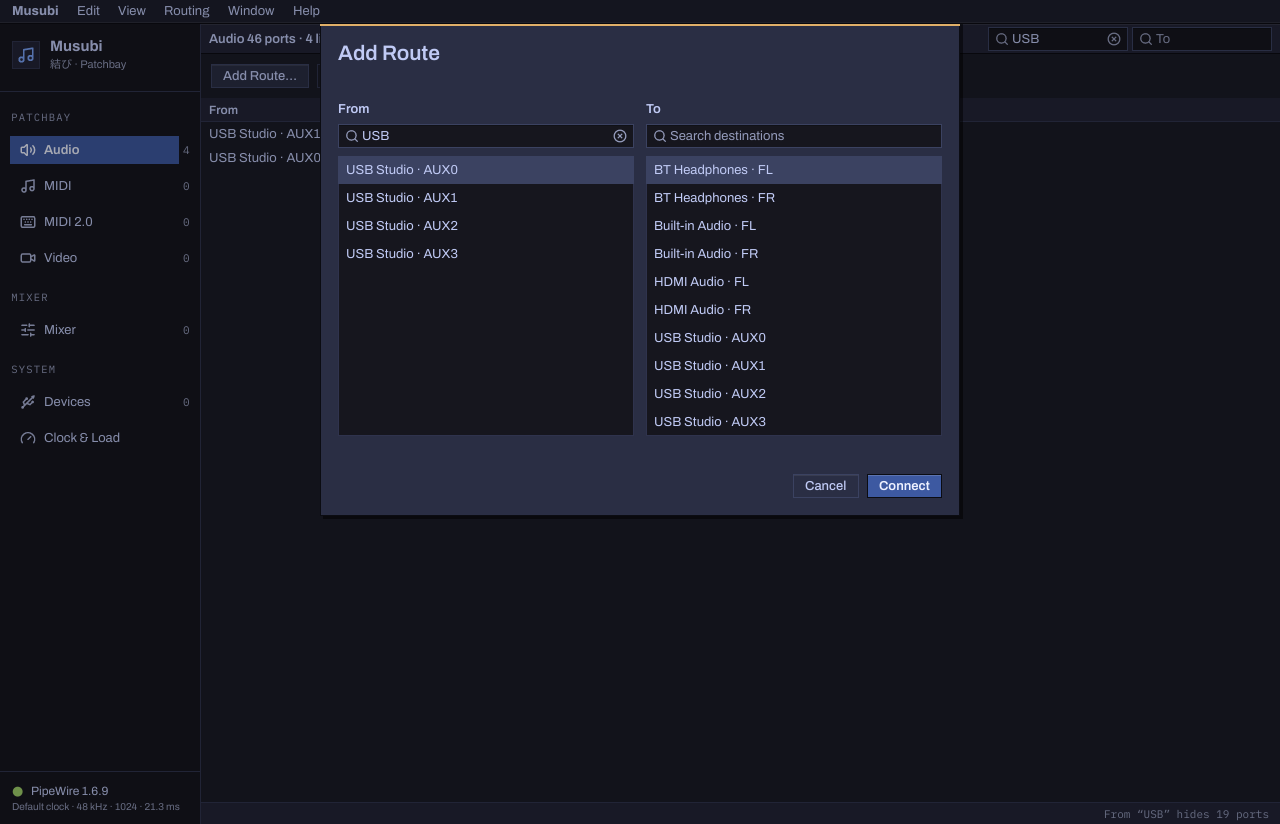 Musubi Edit View Routing Window Help
Musubi
結び · Patchbay
PATCHBAY
Audio 4
MIDI 0
MIDI 2.0 0
Video 0
MIXER
Mixer 0
SYSTEM
Devices 0
Clock & Load
PipeWire 1.6.9
Default clock · 48 kHz · 1024 · 21.3 ms
Audio 46 ports · 4
USB
To
Add Route...
From
USB Studio · AUX1
USB Studio · AUX0
Add Route
From
USB
USB Studio · AUX0
USB Studio · AUX1
USB Studio · AUX2
USB Studio · AUX3
To
Search destinations
BT Headphones · FL
BT Headphones · FR
Built-in Audio · FL
Built-in Audio · FR
HDMI Audio · FL
HDMI Audio · FR
USB Studio · AUX0
USB Studio · AUX1
USB Studio · AUX2
USB Studio · AUX3
Cancel
Connect
From “USB” hides 19 ports